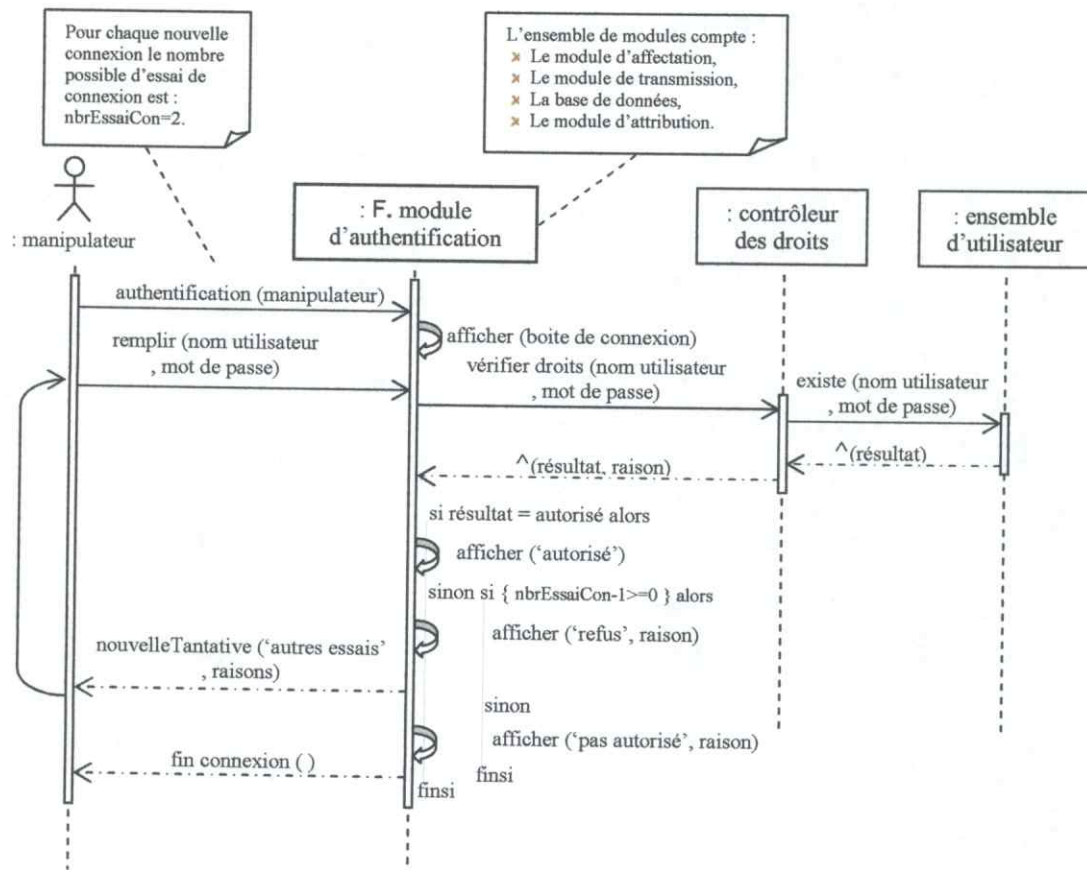 Pour chaque nouvelle
connexion le nombre
possible d'essai de
connexion est :
nbrEssaiCon=2.
L'ensemble de modules compte :
Le module d'affectation,
Le module de transmission,
La base de données,
Le module d'attribution.
: manipulateur
: F. module
d'authentification
: contrôleur
des droits
: ensemble
d'utilisateur
authentification (manipulateur)
afficher (boite de connexion)
remplir (nom utilisateur
, mot de passe)
vérifier droits (nom utilisateur
, mot de passe)
existe (nom utilisateur
, mot de passe)
^(résultat)
^(résultat, raison)
si résultat = autorisé alors
afficher (‘autorisé’)
sinon si { nbrEssaiCon-1>=0 } alors
afficher (‘refus’, raison)
nouvelleTantative (‘autres essais’
, raisons)
sinon
afficher (‘pas autorisé’, raison)
fin connexion ( )
finsi
finsi